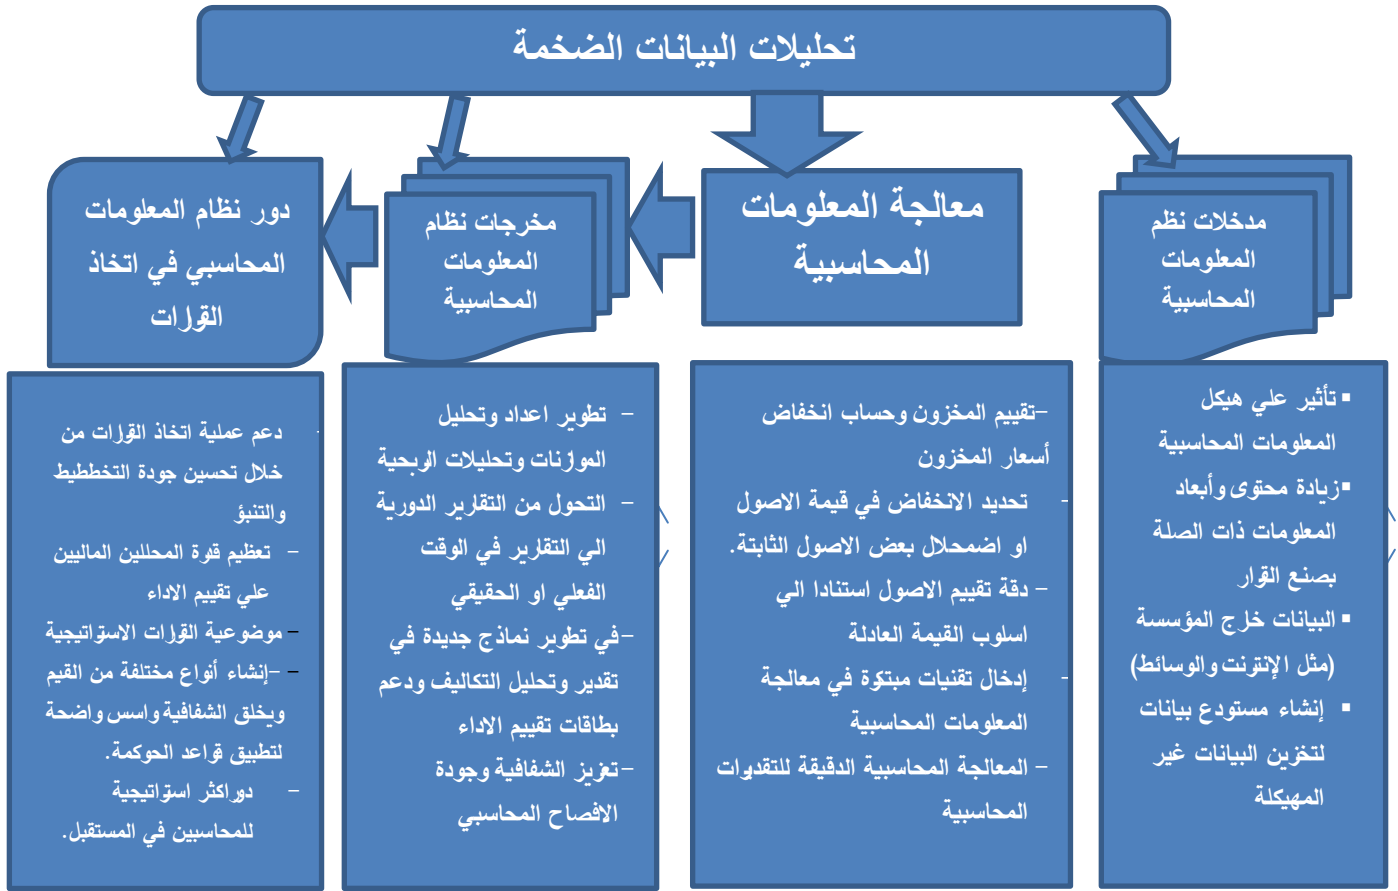 تحليلات البيانات الضخمة
مدخلات نظم
المعلومات
المحاسبية
معالجة المعلومات
المحاسبية
مخرجات نظام
المعلومات
المحاسبية
دور نظام المعلومات
المحاسبي في اتخاذ
القرارات
▪ تأثير علي هيكل
المعلومات المحاسبية
▪ زيادة محتوى وأبعاد
المعلومات ذات الصلة
بصنع القرار
▪ البيانات خارج المؤسسة
(مثل الإنترنت والوسائط)
▪ إنشاء مستودع بيانات
لتخزين البيانات غير
المهيكلة
-تقييم المخزون وحساب انخفاض
أسعار المخزون
- تحديد الانخفاض في قيمة الاصول
او اضمحلال بعض الاصول الثابتة.
- دقة تقييم الاصول استنادا الي
اسلوب القيمة العادلة
- إدخال تقنيات مبتكرة في معالجة
المعلومات المحاسبية
- المعالجة المحاسبية الدقيقة للتقديرات
المحاسبية
- تطوير اعداد وتحليل
الموازنات وتحليلات الربحية
- التحول من التقارير الدورية
الي التقارير في الوقت
الفعلي او الحقيقي
- في تطوير نماذج جديدة في
تقدير وتحليل التكاليف ودعم
بطاقات تقييم الاداء
- تعزيز الشفافية وجودة
الافصاح المحاسبي
- دعم عملية اتخاذ القرارات من
خلال تحسين جودة التخططيط
والتنبؤ
- تعظيم قدرة المحللين الماليين
علي تقييم الاداء
- موضوعية القرارات الاستراتيجية
- -إنشاء أنواع مختلفة من القيم
ويخلق الشفافية واسس واضحة
لتطبيق قواعد الحوكمة.
- دوراكثر استراتيجية
للمحاسبين في المستقبل.